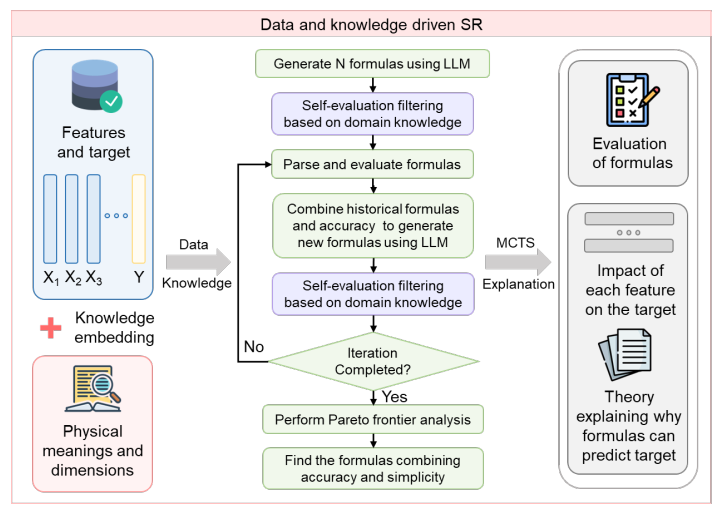 Data and knowledge driven SR
Features
and target
X1 X2 X3
Y
Knowledge
embedding
Physical
meanings and
dimensions
Data
Knowledge
Generate N formulas using LLM
Self-evaluation filtering
based on domain knowledge
Parse and evaluate formulas
Combine historical formulas
and accuracy to generate
new formulas using LLM
Self-evaluation filtering
based on domain knowledge
Iteration
Completed?
No
Yes
Perform Pareto frontier analysis
Find the formulas combining
accuracy and simplicity
MCTS
Explanation
Evaluation
of formulas
Impact of
each feature
on the target
Theory
explaining why
formulas can
predict target